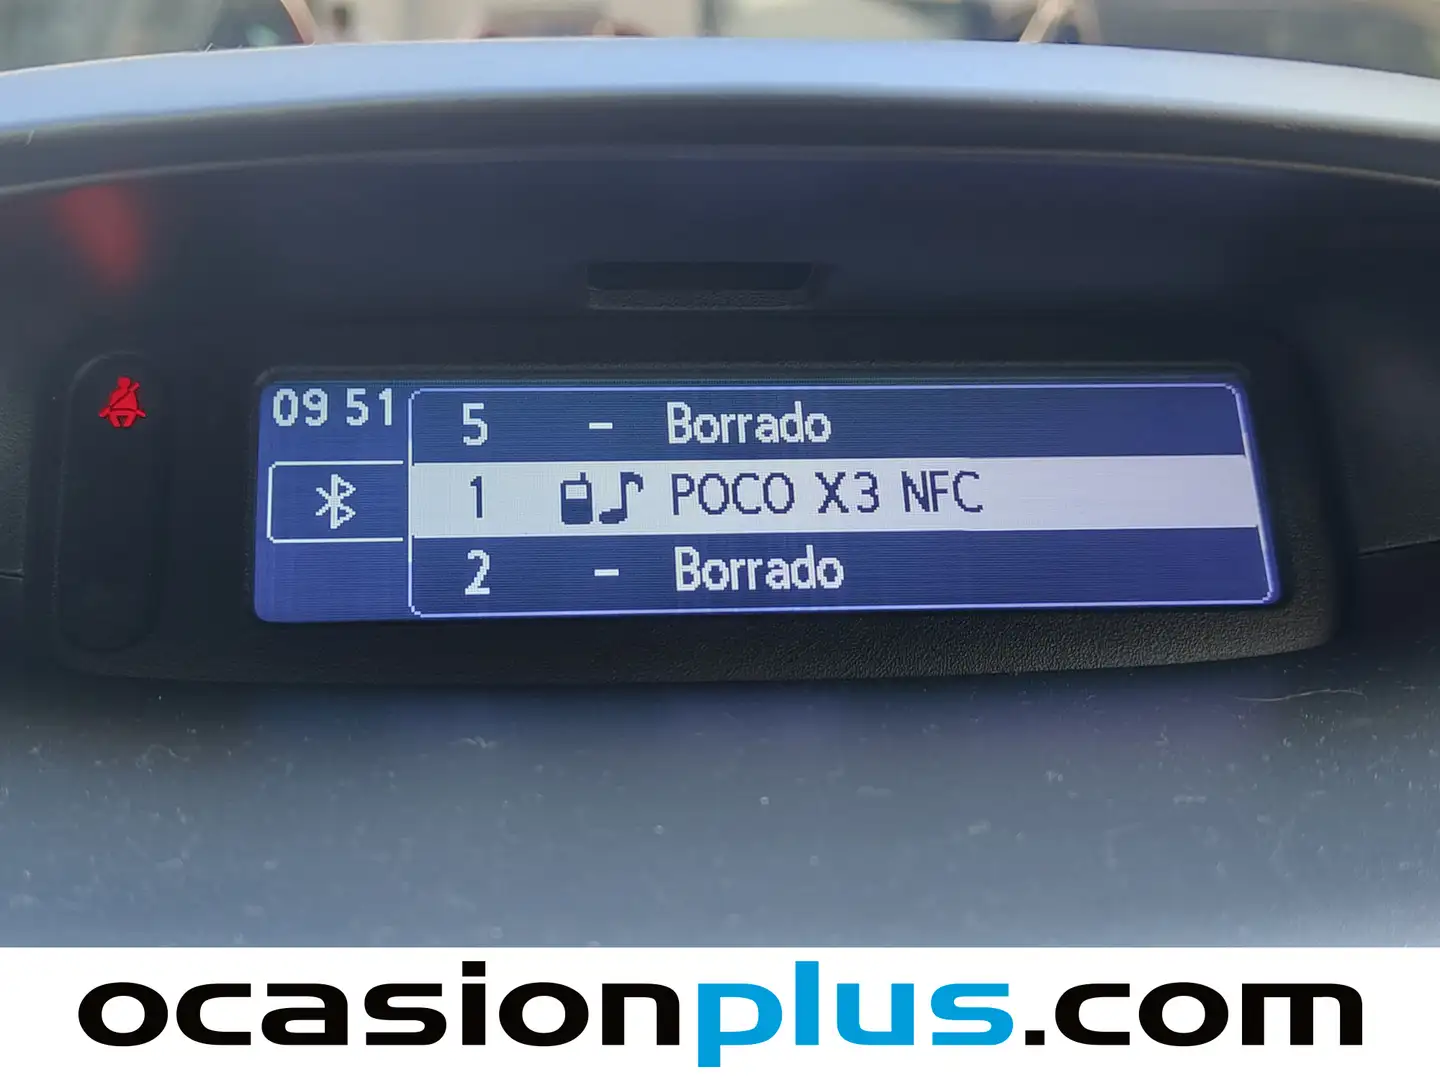 09 51
5 - Borrado
1 POCO X3 NFC
2 - Borrado
ocasionplus.com